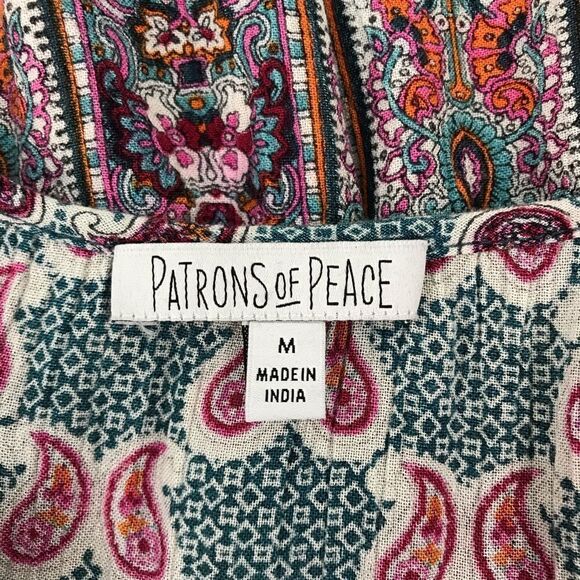 PATRONS OF PEACE
M
MADE IN
INDIA